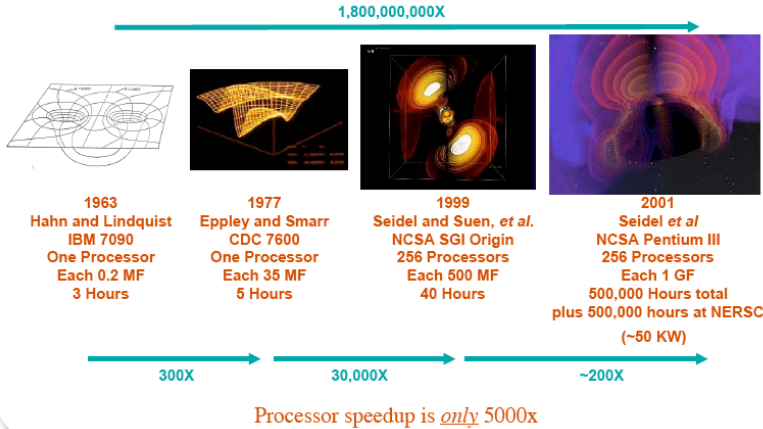 1,800,000,000X
1963
Hahn and Lindquist
IBM 7090
One Processor
Each 0.2 MF
3 Hours
1977
Eppley and Smarr
CDC 7600
One Processor
Each 35 MF
5 Hours
1999
Seidel and Suen, et al.
NCSA SGI Origin
256 Processors
Each 500 MF
40 Hours
2001
Seidel et al
NCSA Pentium III
256 Processors
Each 1 GF
500,000 Hours total
plus 500,000 hours at NERSC
(~50 KW)
300X
30,000X
~200X
Processor speedup is only 5000x